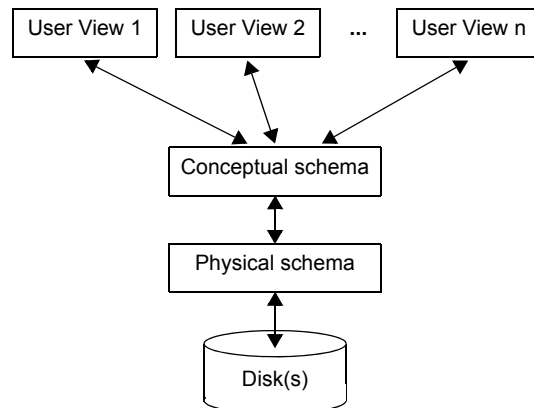 User View 1 User View 2 ... User View n
Conceptual schema
Physical schema
Disk(s)